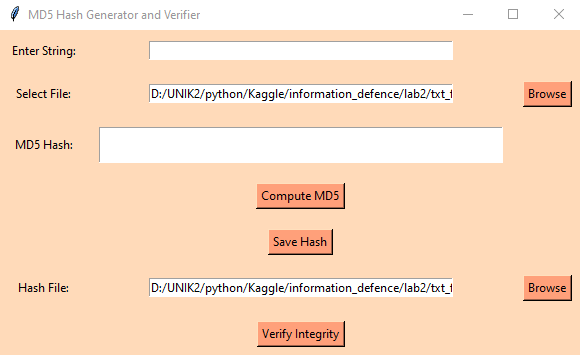 MD5 Hash Generator and Verifier
Enter String:
Select File: D:/UNIK2/python/Kaggle/information_defence/lab2/txt_f Browse
MD5 Hash:
Compute MD5
Save Hash
Hash File: D:/UNIK2/python/Kaggle/information_defence/lab2/txt_f Browse
Verify Integrity